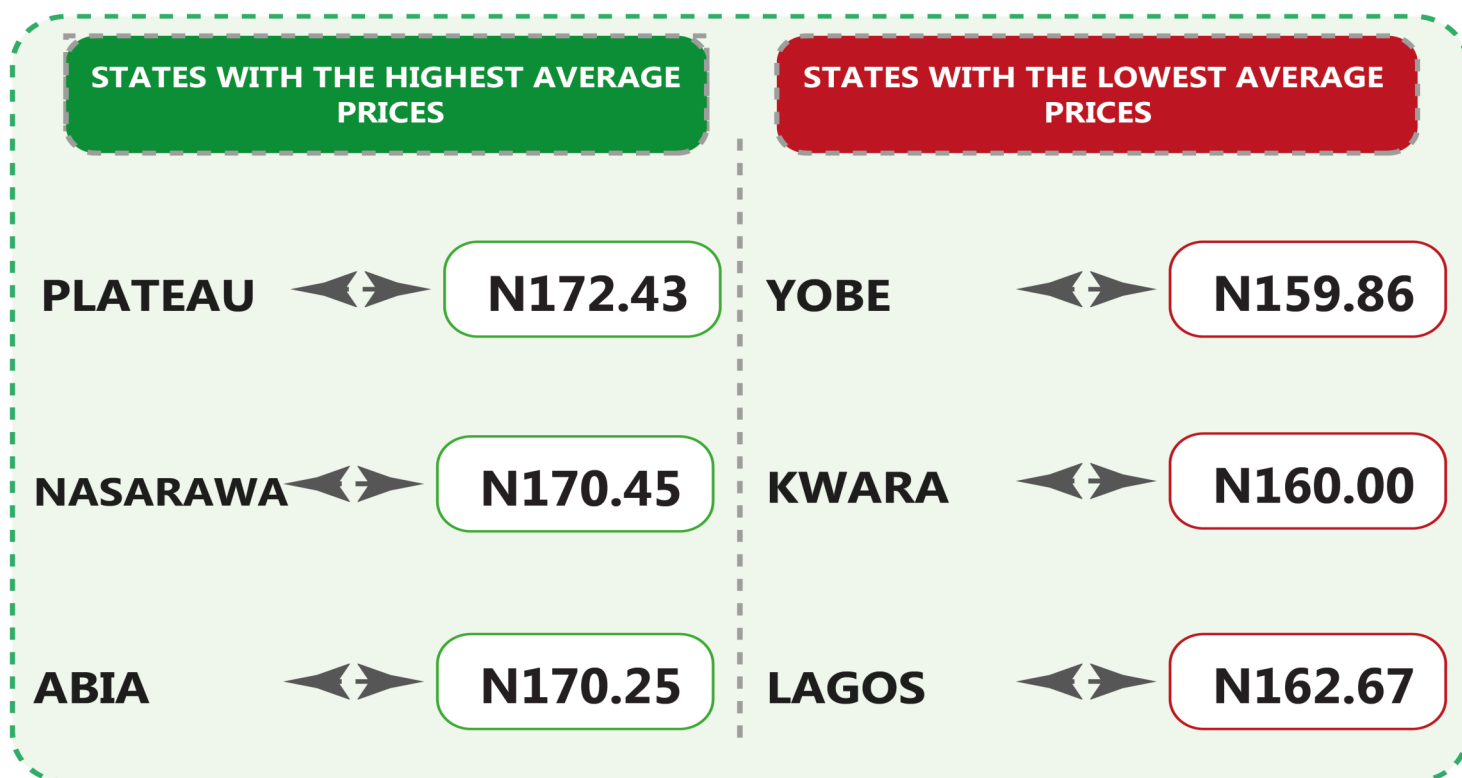 STATES WITH THE HIGHEST AVERAGE
PRICES
PLATEAU N172.43
NASARAWA N170.45
ABIA N170.25
STATES WITH THE LOWEST AVERAGE
PRICES
YOBE N159.86
KWARA N160.00
LAGOS N162.67